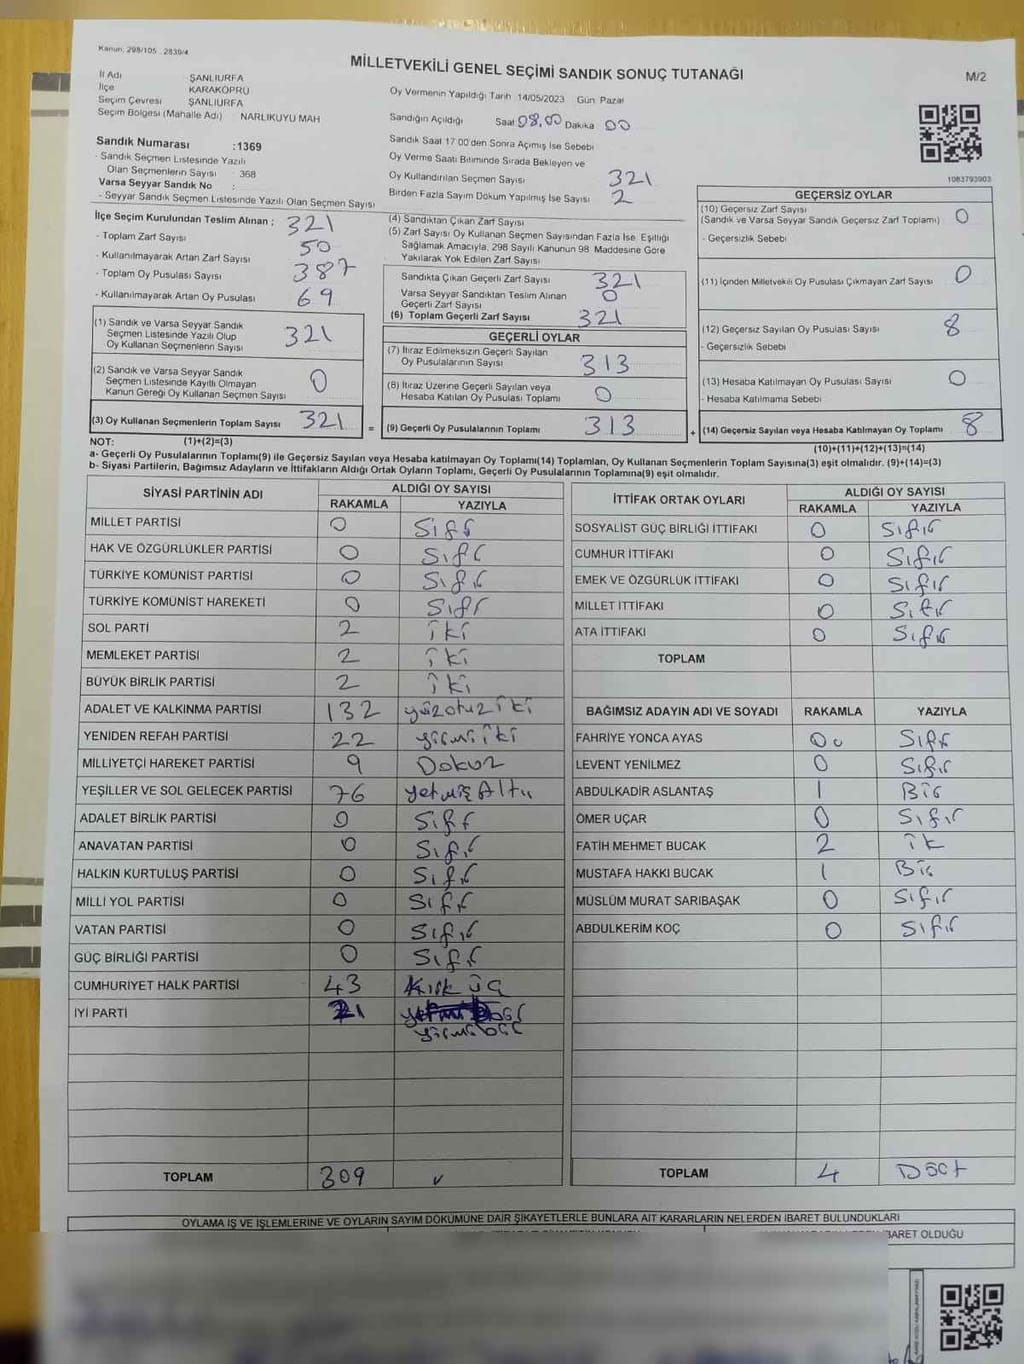 Kanun: 298/105 . 2839/4
MİLLETVEKİLİ GENEL SEÇİMİ SANDIK SONUÇ TUTANAĞI
M/2
İl Adı ŞANLIURFA
İlçe KARAKÖPRÜ
Seçim Çevresi ŞANLIURFA
Seçim Bölgesi (Mahalle Adı) NARLIKUYU MAH
Sandık Numarası :1369
- Sandık Seçmen Listesinde Yazılı
Olan Seçmenlerin Sayısı : 368
Varsa Seyyar Sandık No :
- Seyyar Sandık Seçmen Listesinde Yazılı Olan Seçmen Sayısı
Oy Vermenin Yapıldığı Tarih 14/05/2023 Gün Pazar
Sandığın Açıldığı Saat 08.00 Dakika 00
Sandık Saat 17:00'den Sonra Açılmış İse Sebebi
Oy Verme Saati Bitiminde Sırada Bekleyen ve
Oy Kullandırılan Seçmen Sayısı 321
Birden Fazla Sayım Döküm Yapılmış İse Sayısı 2
1083793903
İlçe Seçim Kurulundan Teslim Alınan ; 321
- Toplam Zarf Sayısı 50
- Kullanılmayarak Artan Zarf Sayısı 387
- Toplam Oy Pusulası Sayısı
- Kullanılmayarak Artan Oy Pusulası 69
(1) Sandık ve Varsa Seyyar Sandık
Seçmen Listesinde Yazılı Olup
Oy Kullanan Seçmenlerin Sayısı 321
(2) Sandık ve Varsa Seyyar Sandık
Seçmen Listesinde Kayıtlı Olmayan
Kanun Gereği Oy Kullanan Seçmen Sayısı 0
(3) Oy Kullanan Seçmenlerin Toplam Sayısı 321 =
(4) Sandıktan Çıkan Zarf Sayısı
(5) Zarf Sayısı Oy Kullanan Seçmen Sayısından Fazla İse, Eşitliği
Sağlamak Amacıyla, 298 Sayılı Kanunun 98. Maddesine Göre
Yakılarak Yok Edilen Zarf Sayısı
Sandıkta Çıkan Geçerli Zarf Sayısı 321
Varsa Seyyar Sandıktan Teslim Alınan
Geçerli Zarf Sayısı 0
(6) Toplam Geçerli Zarf Sayısı 321
GEÇERLİ OYLAR
(7) İtiraz Edilmeksizin Geçerli Sayılan
Oy Pusulalarının Sayısı 313
(8) İtiraz Üzerine Geçerli Sayılan veya
Hesaba Katılan Oy Pusulası Toplamı 0
(9) Geçerli Oy Pusulalarının Toplamı 313 +
GEÇERSİZ OYLAR
(10) Geçersiz Zarf Sayısı
(Sandık ve Varsa Seyyar Sandık Geçersiz Zarf Toplamı) 0
- Geçersizlik Sebebi
(11) İçinden Milletvekili Oy Pusulası Çıkmayan Zarf Sayısı 0
(12) Geçersiz Sayılan Oy Pusulası Sayısı 8
- Geçersizlik Sebebi
(13) Hesaba Katılmayan Oy Pusulası Sayısı 0
- Hesaba Katılmama Sebebi
(14) Geçersiz Sayılan veya Hesaba Katılmayan Oy Toplamı 8
NOT: (1)+(2)=(3) (10)+(11)+(12)+(13)=(14)
a- Geçerli Oy Pusulalarının Toplamı(9) ile Geçersiz Sayılan veya Hesaba katılmayan Oy Toplamı(14) Toplamları, Oy Kullanan Seçmenlerin Toplam Sayısına(3) eşit olmalıdır. (9)+(14)=(3)
b- Siyasi Partilerin, Bağımsız Adayların ve İttifakların Aldığı Ortak Oyların Toplamı, Geçerli Oy Pusulalarının Toplamına(9) eşit olmalıdır.
SİYASİ PARTİNİN ADI ALDIĞI OY SAYISI
RAKAMLA YAZIYLA
MİLLET PARTİSİ 0 Sıfır
HAK VE ÖZGÜRLÜKLER PARTİSİ 0 Sıfır
TÜRKİYE KOMÜNİST PARTİSİ 0 Sıfır
TÜRKİYE KOMÜNİST HAREKETİ 0 Sıfır
SOL PARTİ 2 iki
MEMLEKET PARTİSİ 2 iki
BÜYÜK BİRLİK PARTİSİ 2 iki
ADALET VE KALKINMA PARTİSİ 132 yüzotuz iki
YENİDEN REFAH PARTİSİ 22 yirmi iki
MİLLİYETÇİ HAREKET PARTİSİ 9 Dokuz
YEŞİLLER VE SOL GELECEK PARTİSİ 76 yetmiş Altı
ADALET BİRLİK PARTİSİ 0 Sıfır
ANAVATAN PARTİSİ 0 Sıfır
HALKIN KURTULUŞ PARTİSİ 0 Sıfır
MİLLİ YOL PARTİSİ 0 Sıfır
VATAN PARTİSİ 0 Sıfır
GÜÇ BİRLİĞİ PARTİSİ 0 Sıfır
CUMHURİYET HALK PARTİSİ 43 Kırk üç
İYİ PARTİ 21
yirmi bir
TOPLAM 309
İTTİFAK ORTAK OYLARI ALDIĞI OY SAYISI
RAKAMLA YAZIYLA
SOSYALİST GÜÇ BİRLİĞİ İTTİFAKI 0 Sıfır
CUMHUR İTTİFAKI 0 Sıfır
EMEK VE ÖZGÜRLÜK İTTİFAKI 0 Sıfır
MİLLET İTTİFAKI 0 Sıfır
ATA İTTİFAKI 0 Sıfır
TOPLAM
BAĞIMSIZ ADAYIN ADI VE SOYADI RAKAMLA YAZIYLA
FAHRİYE YONCA AYAS 00 Sıfır
LEVENT YENİLMEZ 0 Sıfır
ABDULKADİR ASLANTAŞ 1 Bir
ÖMER UÇAR 0 Sıfır
FATİH MEHMET BUCAK 2 ik
MUSTAFA HAKKI BUCAK 1 Bir
MÜSLÜM MURAT SARIBAŞAK 0 Sıfır
ABDULKERİM KOÇ 0 Sıfır
TOPLAM 4 Dört
OYLAMA İŞ VE İŞLEMLERİNE VE OYLARIN SAYIM DÖKÜMÜNE DAİR ŞİKAYETLERLE BUNLARA AİT KARARLARIN NELERDEN İBARET BULUNDUKLARI
İBARET OLDUĞU